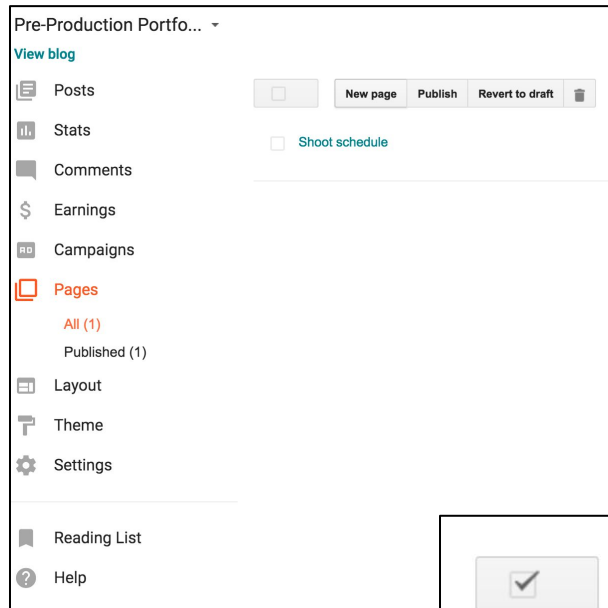 Pre-Production Portfo...
View blog
Posts
Stats
Comments
$ Earnings
AD Campaigns
Pages
All (1)
Published (1)
Layout
Theme
Settings
Reading List
? Help
New page Publish Revert to draft
Shoot schedule